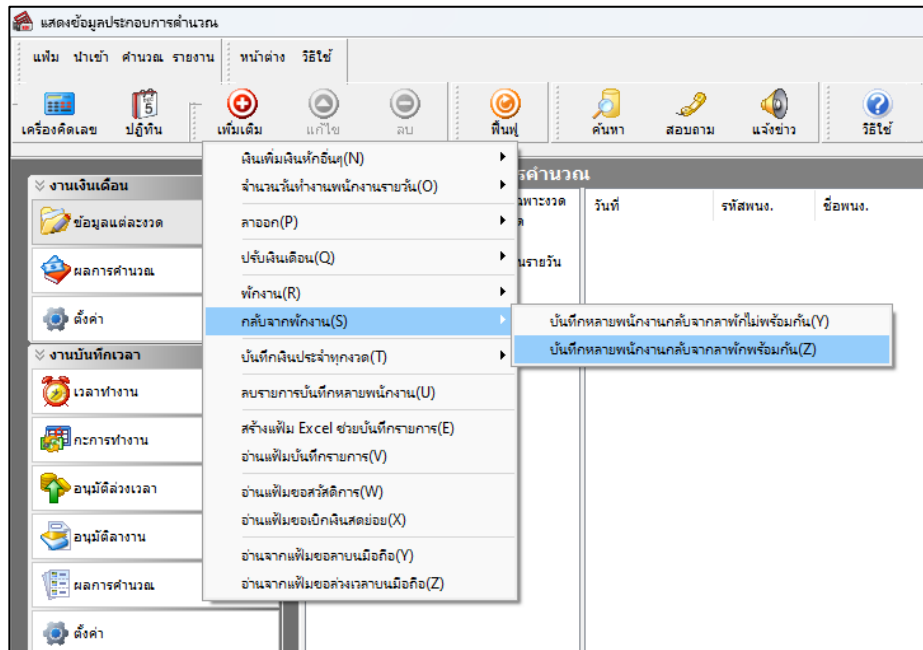 แสดงข้อมูลประกอบการคำนวณ
แฟ้ม นำเข้า คำนวณ รายงาน หน้าต่าง วิธีใช้
เครื่องคิดเลข ปฏิทิน เพิ่มเติม แก้ไข ลบ ฟื้นฟู ค้นหา สอบถาม แจ้งข่าว วิธีใช้
งานเงินเดือน
ข้อมูลแต่ละงวด
ผลการคำนวณ
ตั้งค่า
งานบันทึกเวลา
เวลาทำงาน
กะการทำงาน
อนุมัติล่วงเวลา
อนุมัติลางาน
ผลการคำนวณ
ตั้งค่า
เงินเพิ่มเงินหักอื่นๆ(N)
จำนวนวันทำงานพนักงานรายวัน(O)
ลาออก(P)
ปรับเงินเดือน(Q)
พักงาน(R)
กลับจากพักงาน(S)
บันทึกเงินประจำทุกงวด(T)
ลบรายการบันทึกหลายพนักงาน(U)
สร้างแฟ้ม Excel ช่วยบันทึกรายการ(E)
อ่านแฟ้มบันทึกรายการ(V)
อ่านแฟ้มขอสวัสดิการ(W)
อ่านแฟ้มขอเบิกเงินสดย่อย(X)
อ่านจากแฟ้มขอลาบนมือถือ(Y)
อ่านจากแฟ้มขอล่วงเวลาบนมือถือ(Z)
บันทึกหลายพนักงานกลับจากลาพักไม่พร้อมกัน(Y)
บันทึกหลายพนักงานกลับจากลาพักพร้อมกัน(Z)
วันที่ รหัสพนง. ชื่อพนง.